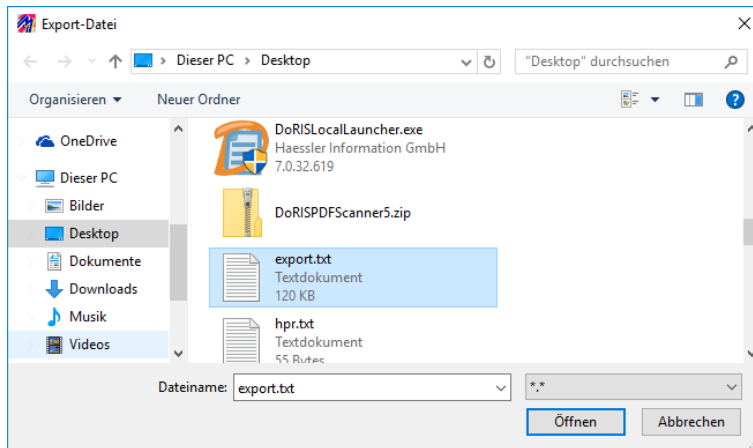 Export-Datei
Dieser PC > Desktop
"Desktop" durchsuchen
Organisieren
Neuer Ordner
OneDrive
Dieser PC
Bilder
Desktop
Dokumente
Downloads
Musik
Videos
DoRISLocalLauncher.exe
Haessler Information GmbH
7.0.32.619
DoRISPDFScanner5.zip
export.txt
Textdokument
120 KB
hpr.txt
Textdokument
55 Bytes
Dateiname: export.txt
*.*
Öffnen
Abbrechen